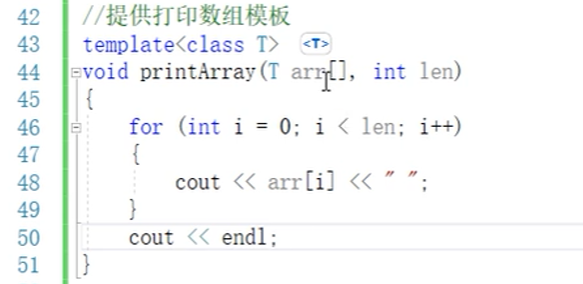 42 //提供打印数组模板
43 template<class T> <T>
44 void printArray(T arr[], int len)
45 {
46 for (int i = 0; i < len; i++)
47 {
48 cout << arr[i] << " ";
49 }
50 cout << endl;
51 }